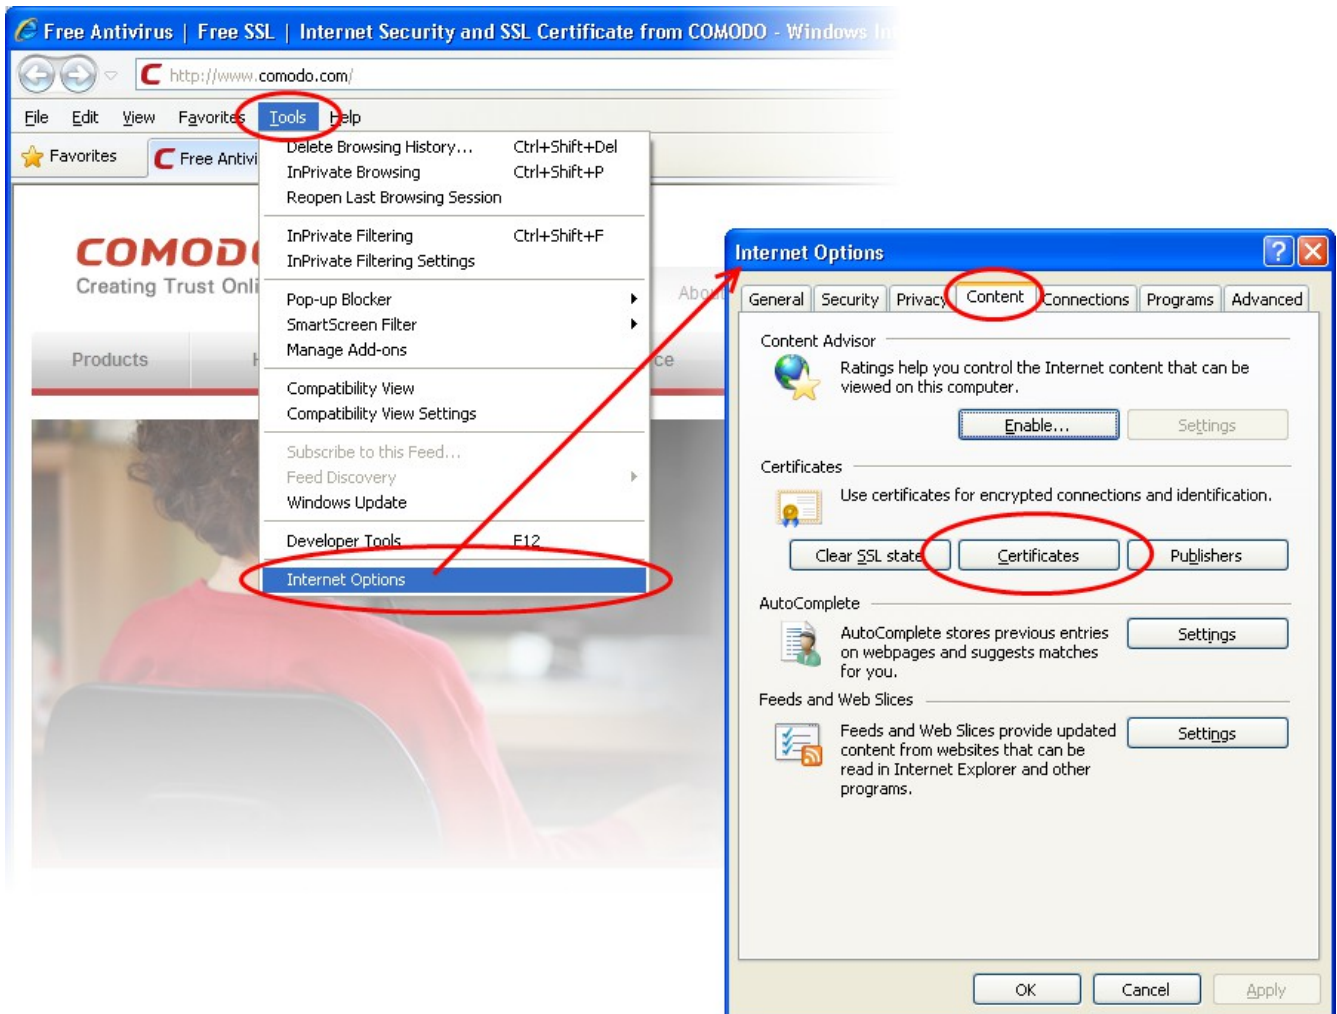 Free Antivirus | Free SSL | Internet Security and SSL Certificate from COMODO - Windows
http://www.comodo.com/
File Edit View Favorites Tools Help
Favorites
Free Antivi
Delete Browsing History... Ctrl+Shift+Del
InPrivate Browsing Ctrl+Shift+P
Reopen Last Browsing Session
InPrivate Filtering Ctrl+Shift+F
InPrivate Filtering Settings
Pop-up Blocker
SmartScreen Filter
Manage Add-ons
Compatibility View
Compatibility View Settings
Subscribe to this Feed...
Feed Discovery
Windows Update
Developer Tools F12
Internet Options
COMOD
Creating Trust Onli
About
Products
Internet Options
General Security Privacy Content Connections Programs Advanced
Content Advisor
Ratings help you control the Internet content that can be
viewed on this computer.
Enable... Settings
Certificates
Use certificates for encrypted connections and identification.
Clear SSL state Certificates Publishers
AutoComplete
AutoComplete stores previous entries
on webpages and suggests matches
for you.
Settings
Feeds and Web Slices
Feeds and Web Slices provide updated
content from websites that can be
read in Internet Explorer and other
programs.
Settings
OK Cancel Apply